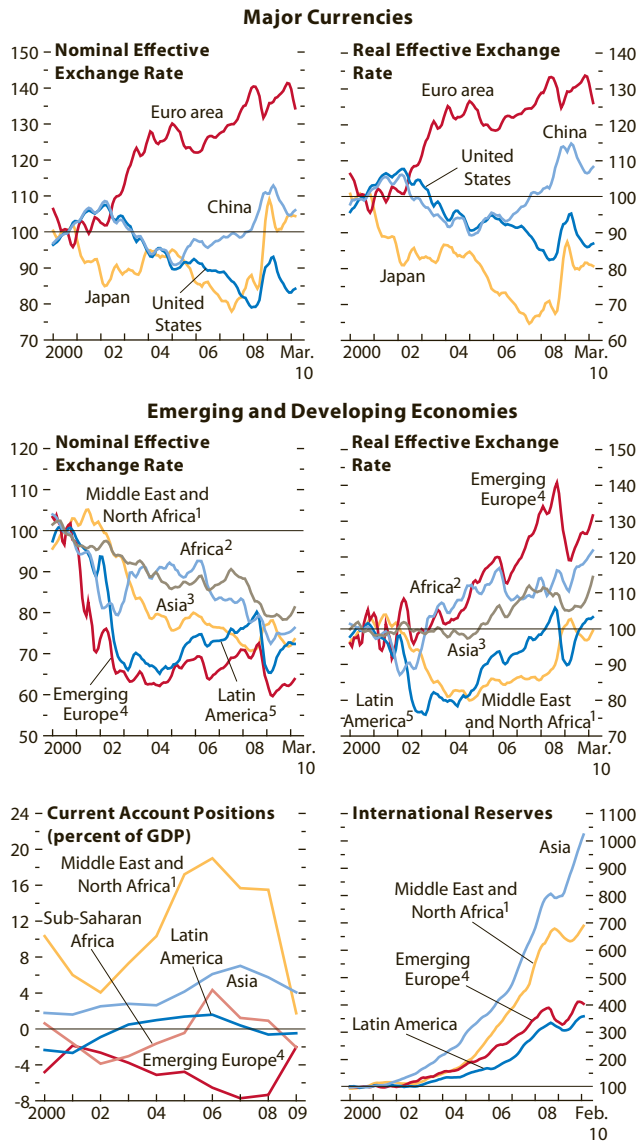 Major Currencies
Nominal Effective
Exchange Rate
150
140
130
120
110
100
90
80
70
Euro area
China
Japan
United
States
2000 02 04 06 08 Mar.
10
Real Effective Exchange
Rate
140
130
120
110
100
90
80
70
60
Euro area
China
United
States
Japan
2000 02 04 06 08 Mar.
10
Emerging and Developing Economies
Nominal Effective
Exchange Rate
120
110
100
90
80
70
60
50
Middle East and
North Africa1
Africa2
Asia3
Emerging
Europe4
Latin
America5
2000 02 04 06 08 Mar.
10
Real Effective Exchange
Rate
150
140
130
120
110
100
90
80
70
Emerging
Europe4
Africa2
Asia3
Latin
America5
Middle East
and North Africa1
2000 02 04 06 08 Mar.
10
Current Account Positions
(percent of GDP)
24
20
16
12
8
4
0
-4
-8
Middle East and
North Africa1
Sub-Saharan
Africa
Latin
America
Asia
Emerging Europe4
2000 02 04 06 08 09
International Reserves
1100
1000
900
800
700
600
500
400
300
200
100
Asia
Middle East and
North Africa1
Emerging
Europe4
Latin America
2000 02 04 06 08 Feb.
10